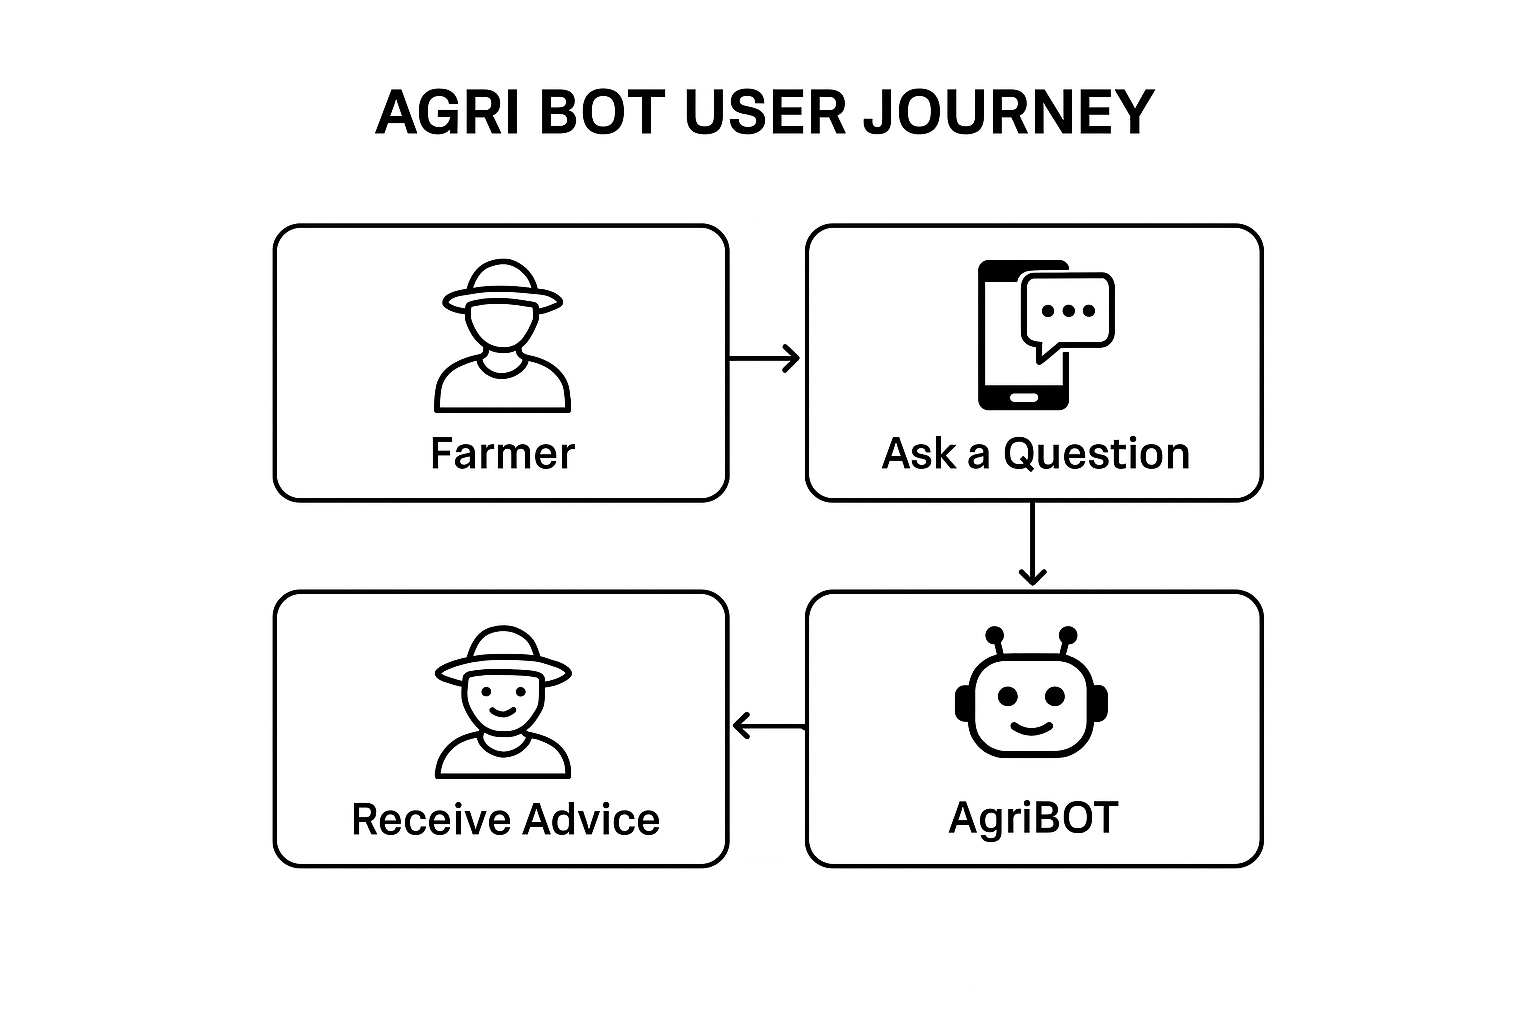 AGRI BOT USER JOURNEY
Farmer
Ask a Question
Receive Advice
AgriBOT